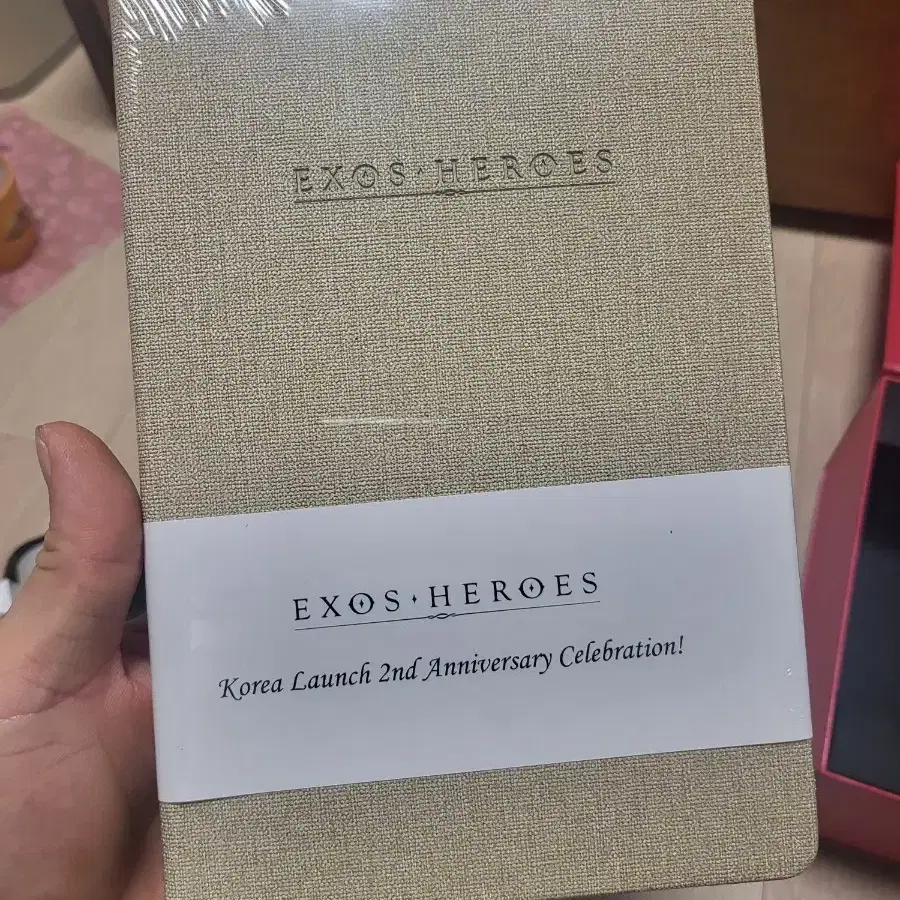 EXOS·HEROES
EXOS·HEROES
Korea Launch 2nd Anniversary Celebration!